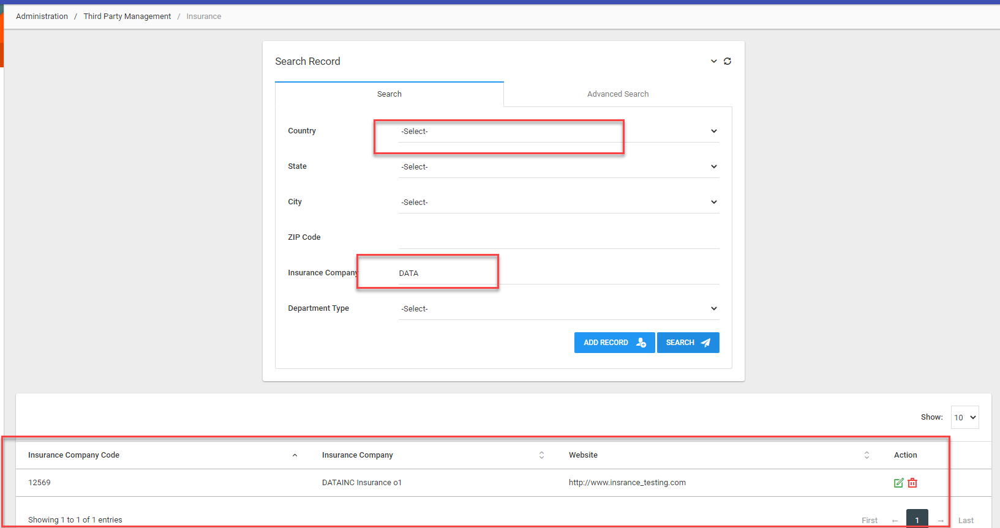 Administration / Third Party Management / Insurance
Search Record
Search Advanced Search
Country -Select-
State -Select-
City -Select-
ZIP Code
Insurance Company DATA
Department Type -Select-
ADD RECORD SEARCH
Show: 10
Insurance Company Code Insurance Company Website Action
12569 DATAINC Insurance o1 http://www.insrance_testing.com
Showing 1 to 1 of 1 entries First ← 1 → Last